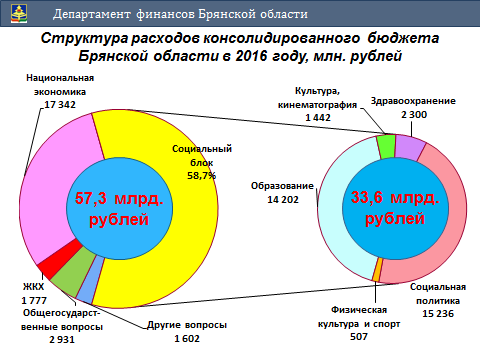 Департамент финансов Брянской области
Структура расходов консолидированного бюджета
Брянской области в 2016 году, млн. рублей
Национальная
экономика
17 342
Социальный
блок
58,7%
57,3 млрд.
рублей
ЖКХ
1 777
Общегосударст-
венные вопросы
2 931
Другие вопросы
1 602
Культура,
кинематография
1 442
Здравоохранение
2 300
Образование
14 202
33,6 млрд.
рублей
Физическая
культура и спорт
507
Социальная
политика
15 236